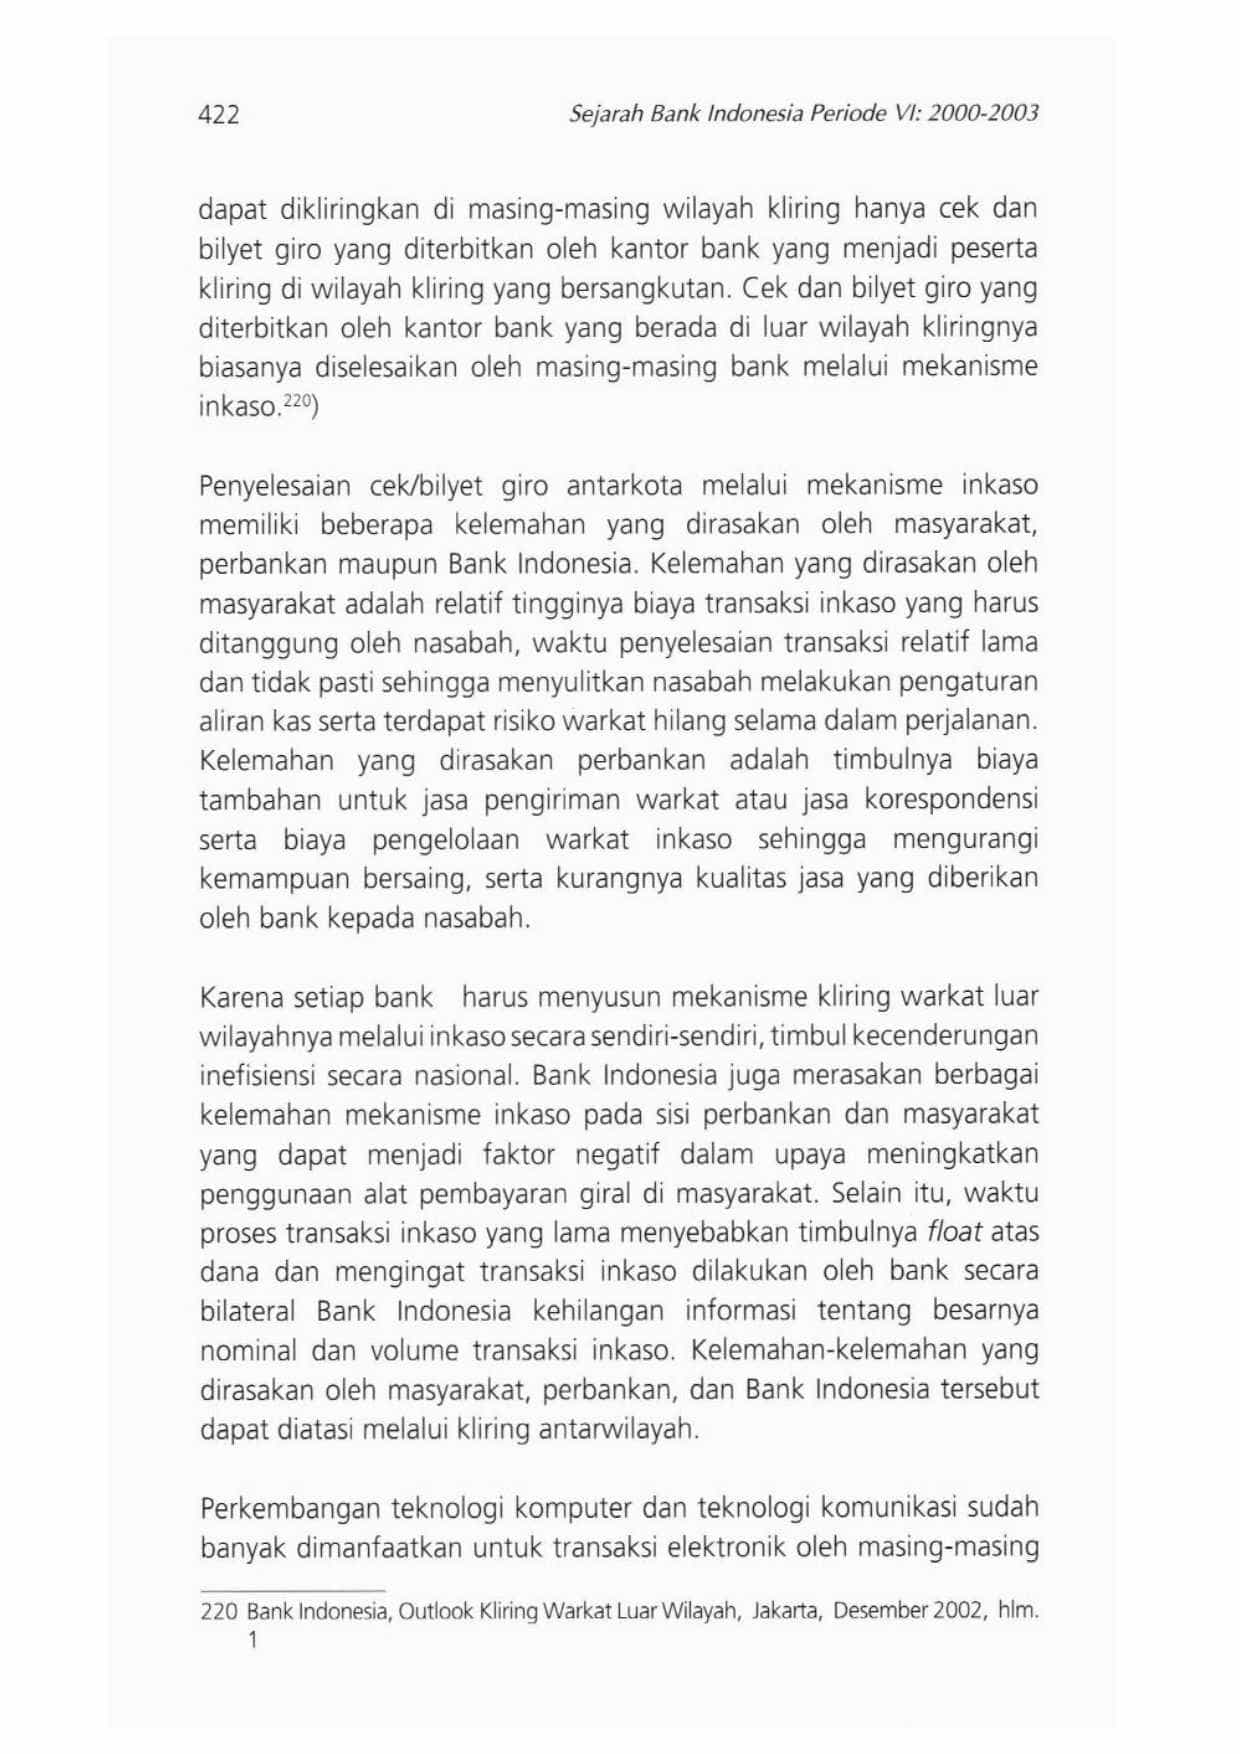 422
Sejarah Bank Indonesia Periode VI: 2000-2003
dapat dikliringkan di masing-masing wilayah kliring hanya cek dan
bilyet giro yang diterbitkan oleh kantor bank yang menjadi peserta
kliring di wilayah kliring yang bersangkutan. Cek dan bilyet giro yang
diterbitkan oleh kantor bank yang berada di luar wilayah kliringnya
biasanya diselesaikan oleh masing-masing bank melalui mekanisme
inkaso.²²⁰)
Penyelesaian cek/bilyet giro antarkota melalui mekanisme inkaso
memiliki beberapa kelemahan yang dirasakan oleh masyarakat,
perbankan maupun Bank Indonesia. Kelemahan yang dirasakan oleh
masyarakat adalah relatif tingginya biaya transaksi inkaso yang harus
ditanggung oleh nasabah, waktu penyelesaian transaksi relatif lama
dan tidak pasti sehingga menyulitkan nasabah melakukan pengaturan
aliran kas serta terdapat risiko warkat hilang selama dalam perjalanan.
Kelemahan yang dirasakan perbankan adalah timbulnya biaya
tambahan untuk jasa pengiriman warkat atau jasa korespondensi
serta biaya pengelolaan warkat inkaso sehingga mengurangi
kemampuan bersaing, serta kurangnya kualitas jasa yang diberikan
oleh bank kepada nasabah.
Karena setiap bank harus menyusun mekanisme kliring warkat luar
wilayahnya melalui inkaso secara sendiri-sendiri, timbul kecenderungan
inefisiensi secara nasional. Bank Indonesia juga merasakan berbagai
kelemahan mekanisme inkaso pada sisi perbankan dan masyarakat
yang dapat menjadi faktor negatif dalam upaya meningkatkan
penggunaan alat pembayaran giral di masyarakat. Selain itu, waktu
proses transaksi inkaso yang lama menyebabkan timbulnya float atas
dana dan mengingat transaksi inkaso dilakukan oleh bank secara
bilateral Bank Indonesia kehilangan informasi tentang besarnya
nominal dan volume transaksi inkaso. Kelemahan-kelemahan yang
dirasakan oleh masyarakat, perbankan, dan Bank Indonesia tersebut
dapat diatasi melalui kliring antarwilayah.
Perkembangan teknologi komputer dan teknologi komunikasi sudah
banyak dimanfaatkan untuk transaksi elektronik oleh masing-masing
220 Bank Indonesia, Outlook Kliring Warkat Luar Wilayah, Jakarta, Desember 2002, hlm.
1